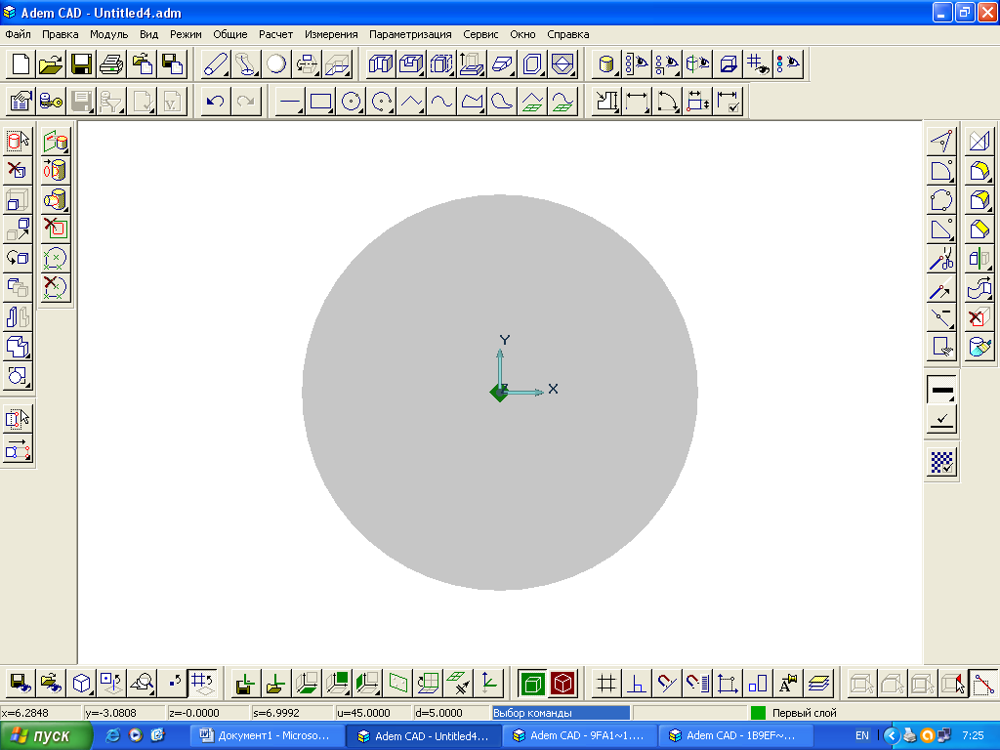 Adem CAD - Untitled4.adm
Файл Правка Модуль Вид Режим Общие Расчет Измерения Параметризация Сервис Окно Справка
Y
X
Z
x=6.2848 y=-3.0808 z=-0.0000 s=6.9992 u=45.0000 d=5.0000 Выбор команды Первый слой
пуск Документ1 - Microso... Adem CAD - Untitled4... Adem CAD - 9FA1~1.... Adem CAD - 1B9EF~... EN 7:25